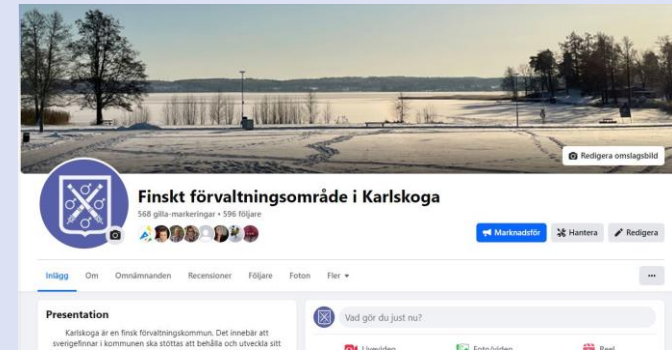 Redigera omslagsbild
Finskt förvaltningsområde i Karlskoga
568 gilla-markeringar • 596 följare
Marknadsför
Hantera
Redigera
Inlägg Om Omnämnanden Recensioner Följare Foton Fler
Presentation
Karlskoga är en finsk förvaltningskommun. Det innebär att
sverigefinnar i kommunen ska stöttas att behålla och utveckla sitt
Vad gör du just nu?
Livevideo
Foto/video
Reel